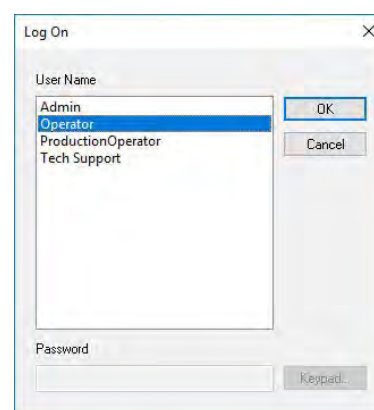 Log On
User Name
Admin
Operator
ProductionOperator
Tech Support
OK
Cancel
Password
Keypad...